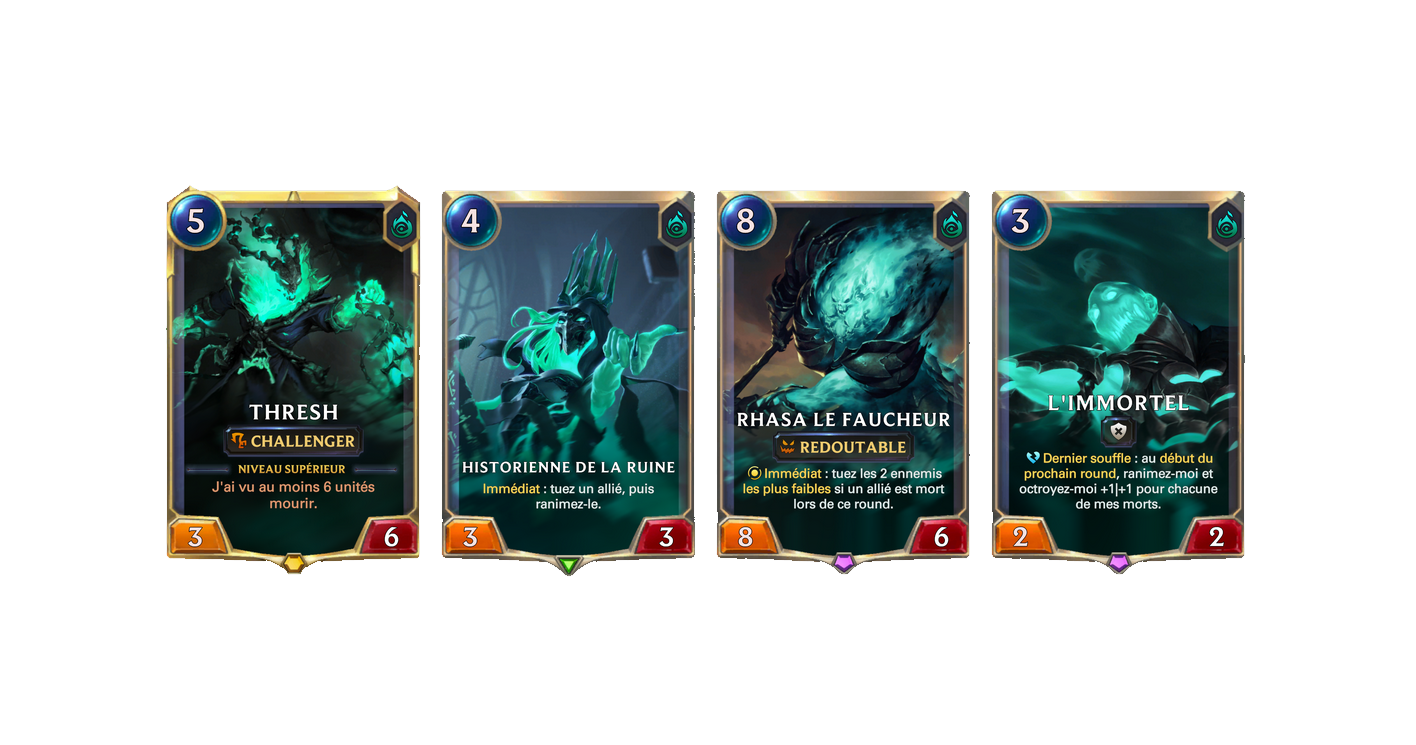 5
THRESH
CHALLENGER
NIVEAU SUPÉRIEUR
J'ai vu au moins 6 unités
mourir.
3
6
4
HISTORIENNE DE LA RUINE
Immédiat : tuez un allié, puis
ranimez-le.
3
3
8
RHASA LE FAUCHEUR
REDOUTABLE
Immédiat : tuez les 2 ennemis
les plus faibles si un allié est mort
lors de ce round.
8
6
3
L'IMMORTEL
Dernier souffle : au début du
prochain round, ranimez-moi et
octroyez-moi +1|+1 pour chacune
de mes morts.
2
2